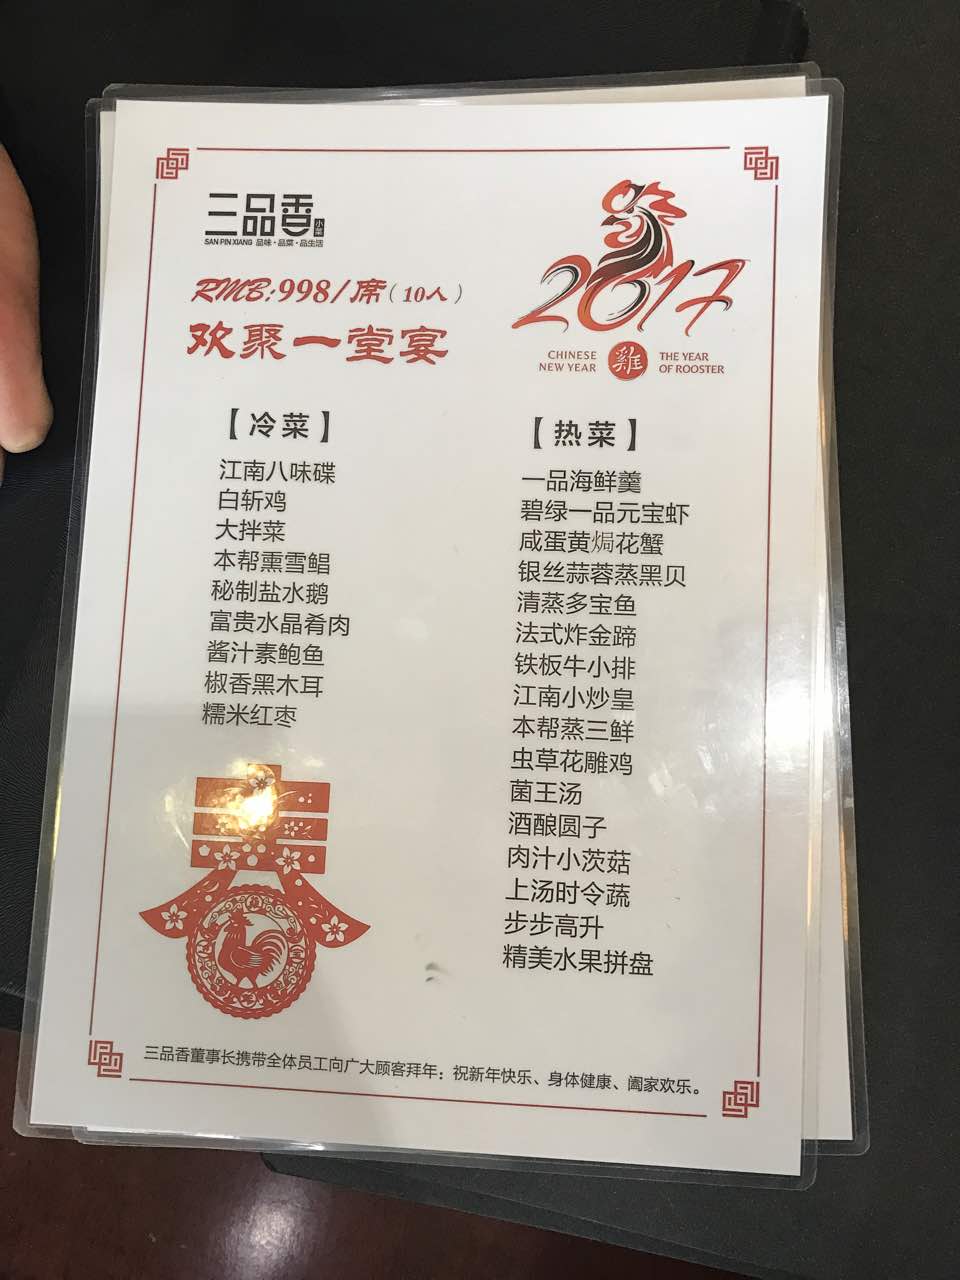 三品香
小菜
SAN PIN XIANG 品味·品菜·品生活
RMB:998/席(10人)
欢聚一堂宴
2017
CHINESE
NEW YEAR
雞
THE YEAR
OF ROOSTER
【冷菜】
江南八味碟
白斩鸡
大拌菜
本帮熏雪鲳
秘制盐水鹅
富贵水晶肴肉
酱汁素鲍鱼
椒香黑木耳
糯米红枣
【热菜】
一品海鲜羹
碧绿一品元宝虾
咸蛋黄焗花蟹
银丝蒜蓉蒸黑贝
清蒸多宝鱼
法式炸金蹄
铁板牛小排
江南小炒皇
本帮蒸三鲜
虫草花雕鸡
菌王汤
酒酿圆子
肉汁小茨菇
上汤时令蔬
步步高升
精美水果拼盘
春
三品香董事长携带全体员工向广大顾客拜年：祝新年快乐、身体健康、阖家欢乐。